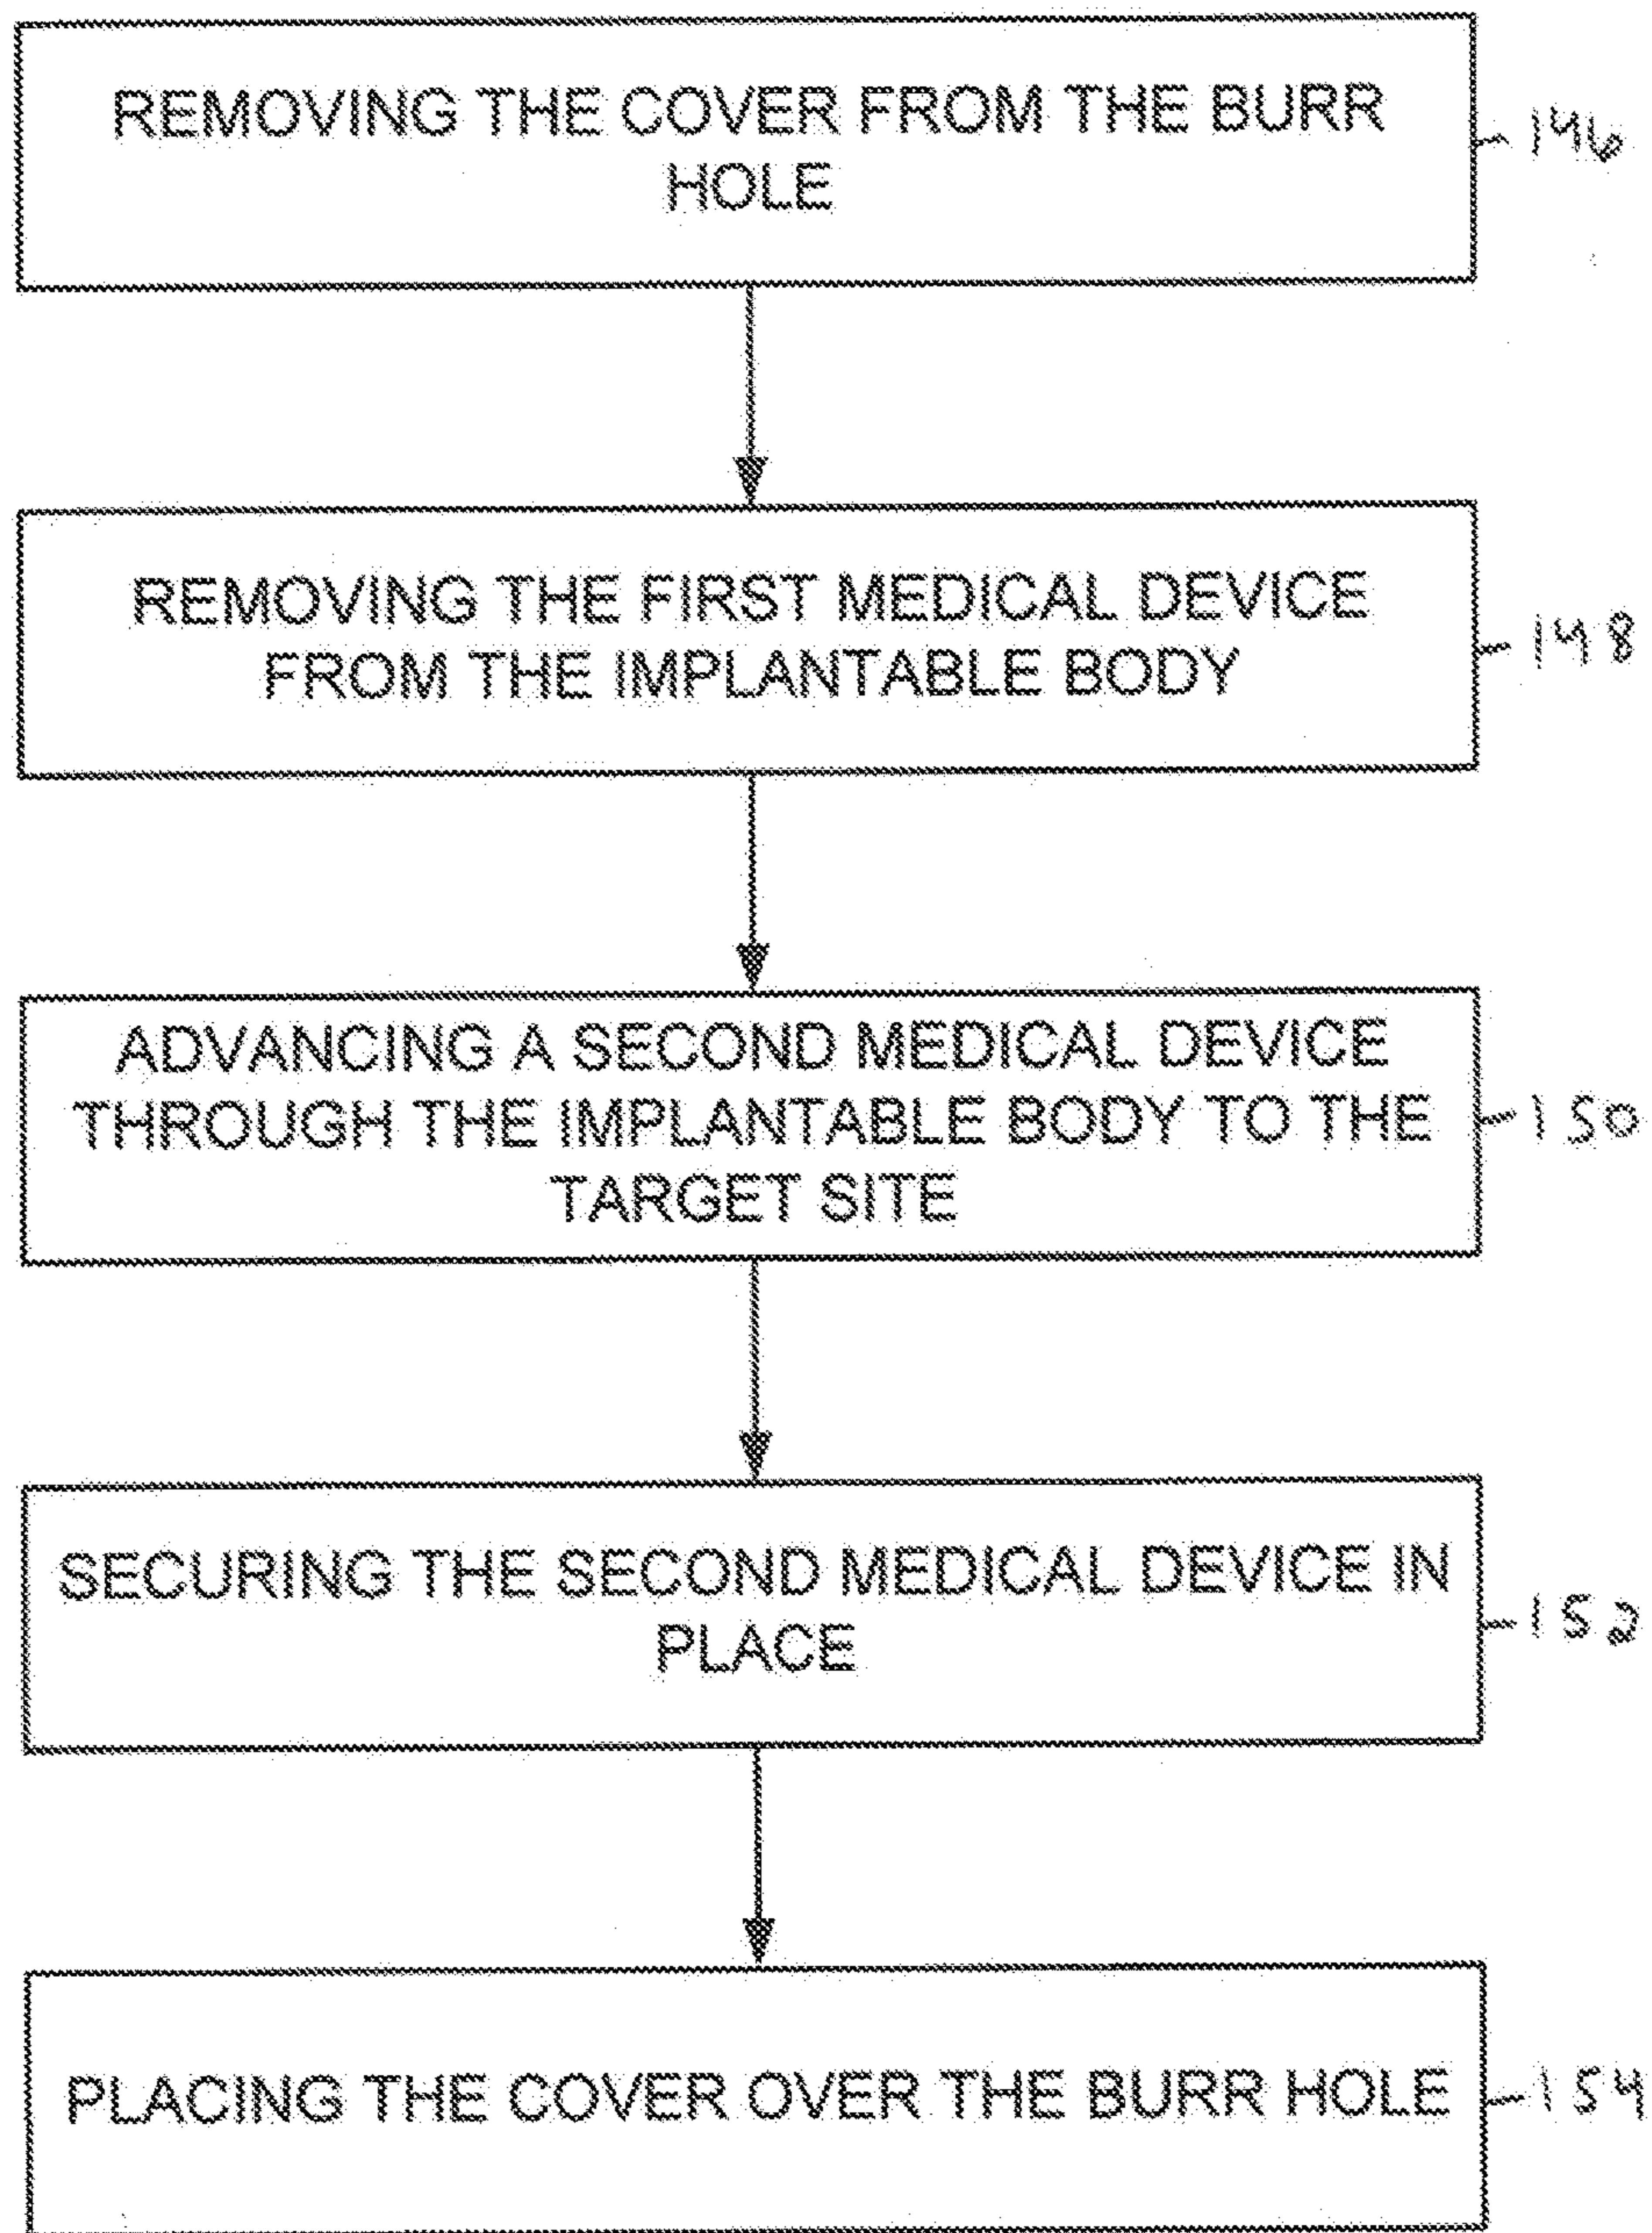 REMOVING THE COVER FROM THE BURR
HOLE
146
REMOVING THE FIRST MEDICAL DEVICE
FROM THE IMPLANTABLE BODY
148
ADVANCING A SECOND MEDICAL DEVICE
THROUGH THE IMPLANTABLE BODY TO THE
TARGET SITE
150
SECURING THE SECOND MEDICAL DEVICE IN
PLACE
152
PLACING THE COVER OVER THE BURR HOLE
154